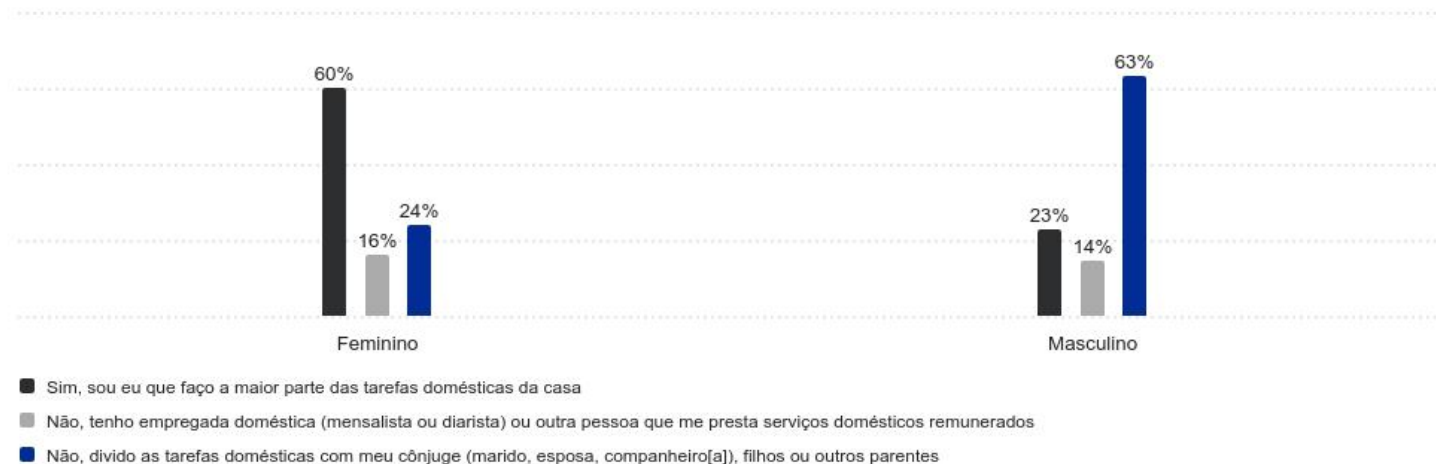 60%
16%
24%
23%
14%
63%
Feminino
Masculino
Sim, sou eu que faço a maior parte das tarefas domésticas da casa
Não, tenho empregada doméstica (mensalista ou diarista) ou outra pessoa que me presta serviços domésticos remunerados
Não, divido as tarefas domésticas com meu cônjuge (marido, esposa, companheiro[a]), filhos ou outros parentes